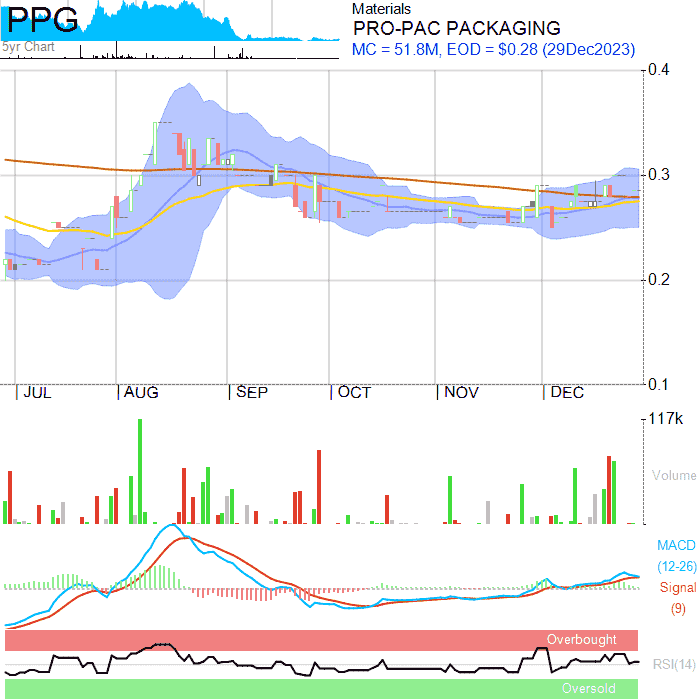 PPG
5yr Chart
Materials
PRO-PAC PACKAGING
MC = 51.8M, EOD = $0.28 (29Dec2023)
0.4
0.3
0.2
0.1
JUL AUG SEP OCT NOV DEC
117k
Volume
MACD
(12-26)
Signal
(9)
Overbought
RSI(14)
Oversold